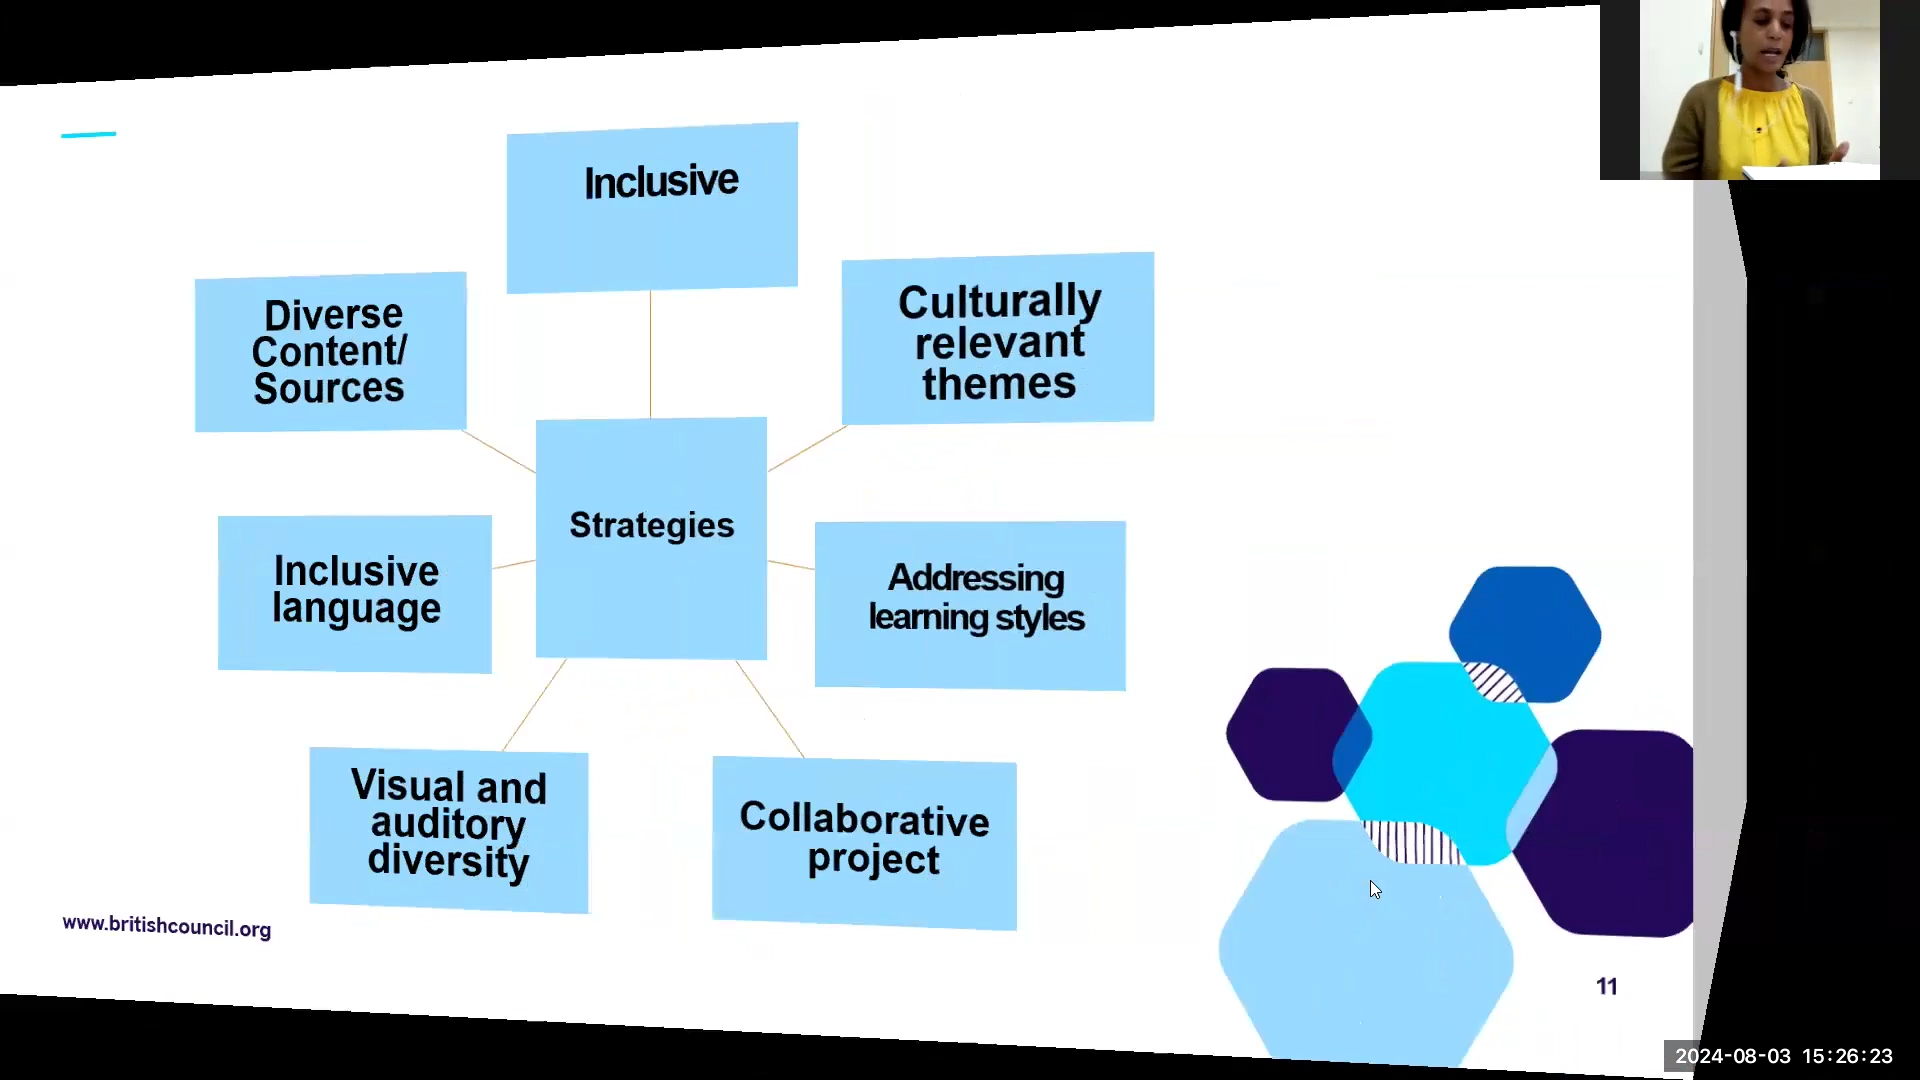 Inclusive
Diverse
Content/
Sources
Culturally
relevant
themes
Strategies
Inclusive
language
Addressing
learning styles
Visual and
auditory
diversity
Collaborative
project
www.britishcouncil.org
11
2024-08-03 15:26:23